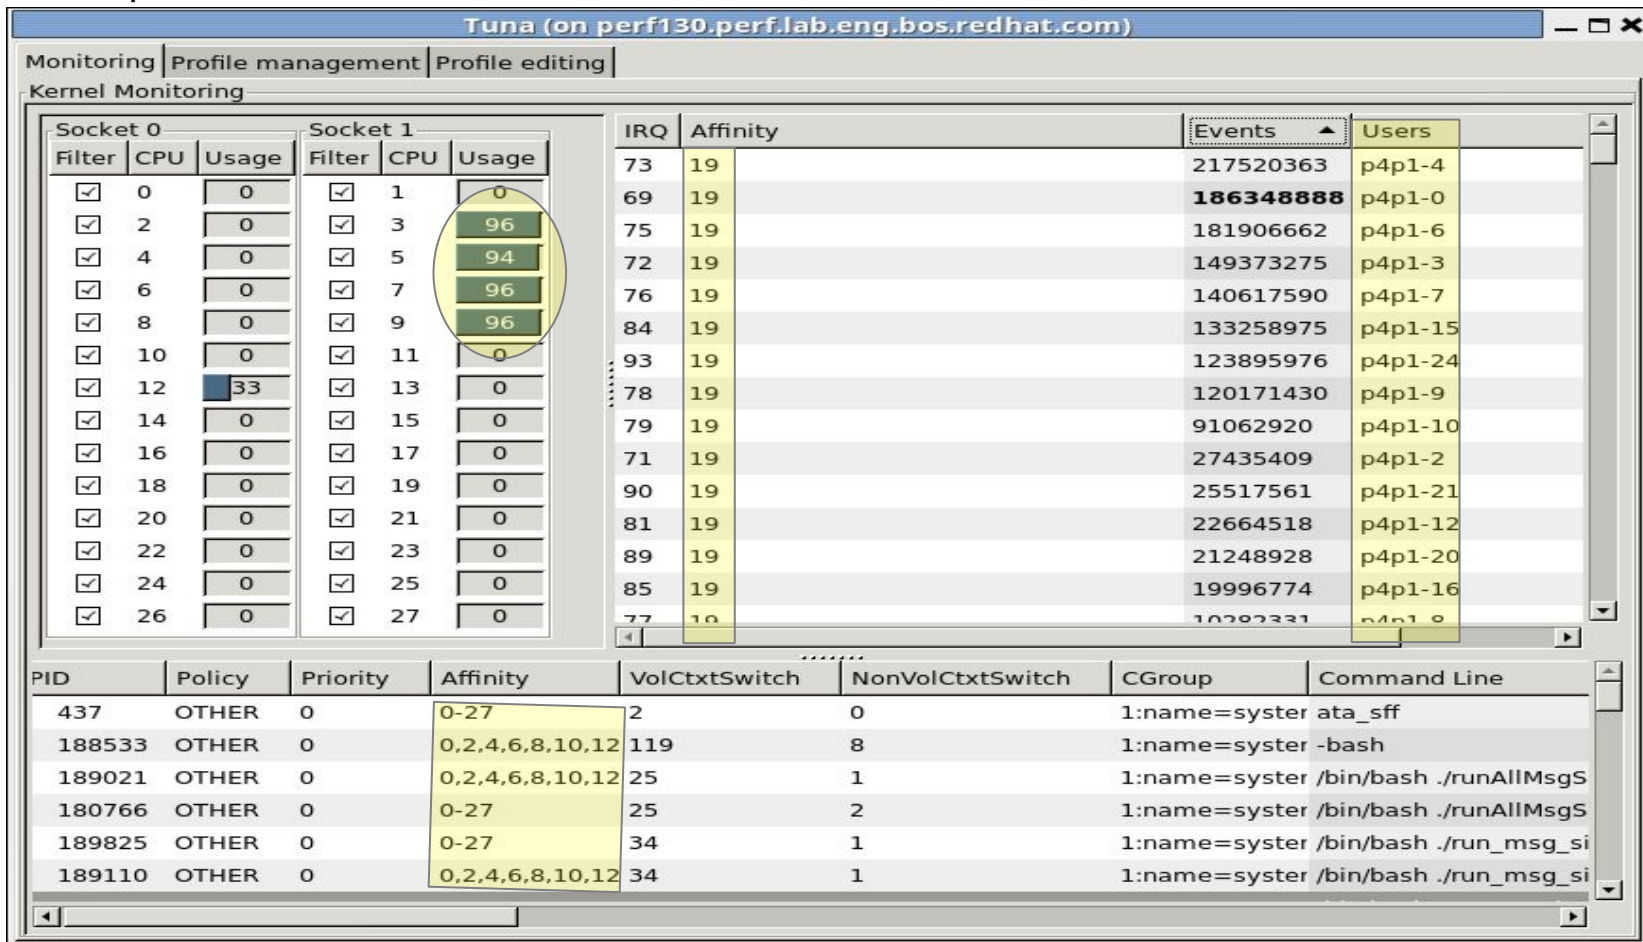 Tuna (on perf130.perf.lab.eng.bos.redhat.com)
Monitoring Profile management Profile editing
Kernel Monitoring
Socket 0 Socket 1
Filter CPU Usage Filter CPU Usage
0 0 1 0
2 0 3 96
4 0 5 94
6 0 7 96
8 0 9 96
10 0 11 0
12 33 13 0
14 0 15 0
16 0 17 0
18 0 19 0
20 0 21 0
22 0 23 0
24 0 25 0
26 0 27 0
IRQ Affinity Events Users
73 19 217520363 p4p1-4
69 19 186348888 p4p1-0
75 19 181906662 p4p1-6
72 19 149373275 p4p1-3
76 19 140617590 p4p1-7
84 19 133258975 p4p1-15
93 19 123895976 p4p1-24
78 19 120171430 p4p1-9
79 19 91062920 p4p1-10
71 19 27435409 p4p1-2
90 19 25517561 p4p1-21
81 19 22664518 p4p1-12
89 19 21248928 p4p1-20
85 19 19996774 p4p1-16
77 19 10282331 p4p1-8
PID Policy Priority Affinity VolCtxtSwitch NonVolCtxtSwitch CGroup Command Line
437 OTHER 0 0-27 2 0 1:name=syster ata_sff
188533 OTHER 0 0,2,4,6,8,10,12 119 8 1:name=syster -bash
189021 OTHER 0 0,2,4,6,8,10,12 25 1 1:name=syster /bin/bash ./runAllMsgS
180766 OTHER 0 0-27 25 2 1:name=syster /bin/bash ./runAllMsgS
189825 OTHER 0 0-27 34 1 1:name=syster /bin/bash ./run_msg_si
189110 OTHER 0 0,2,4,6,8,10,12 34 1 1:name=syster /bin/bash ./run_msg_si